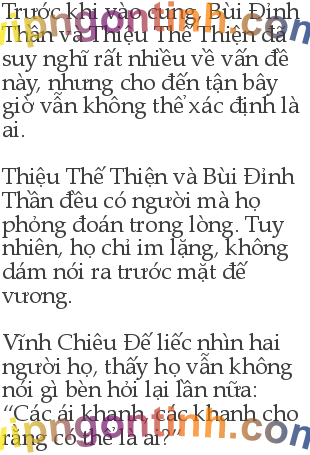 Trước khi vào cung, Bùi Đỉnh
Thần và Thiệu Thế Thiện đã
suy nghĩ rất nhiều về vấn đề
này, nhưng cho đến tận bây
giờ vẫn không thể xác định là
ai.
Thiệu Thế Thiện và Bùi Đỉnh
Thần đều có người mà họ
phỏng đoán trong lòng. Tuy
nhiên, họ chỉ im lặng, không
dám nói ra trước mặt đế
vương.
Vĩnh Chiêu Đế liếc nhìn hai
người họ, thấy họ vẫn không
nói gì bèn hỏi lại lần nữa:
“Các ái khanh, các khanh cho
rằng có thể là ai?”
vipngontinh.com
vipngontinh.com